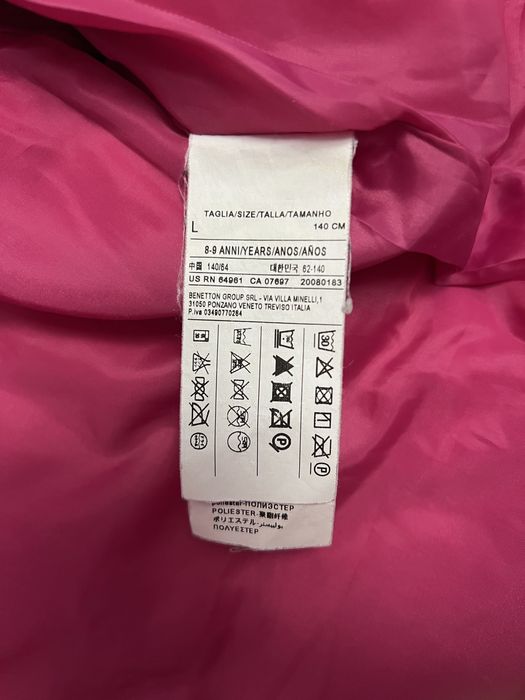 TAGLIA/SIZE/TALLA/TAMANHO
L 140 CM
8-9 ANNI/YEARS/ANOS/AÑOS
中国 140/64 대한민국 62-140
US RN 64961 CA 07697 20080183
BENETTON GROUP SRL - VIA VILLA MINELLI,1
31050 PONZANO VENETO TREVISO ITALIA
P.iva 03490770264
poliester-ПОЛИЭСТЕР
POLIESTER-聚酯纤维
ポリエステル-بوليستر
ΠΟΛΥΕΣΤΕΡ